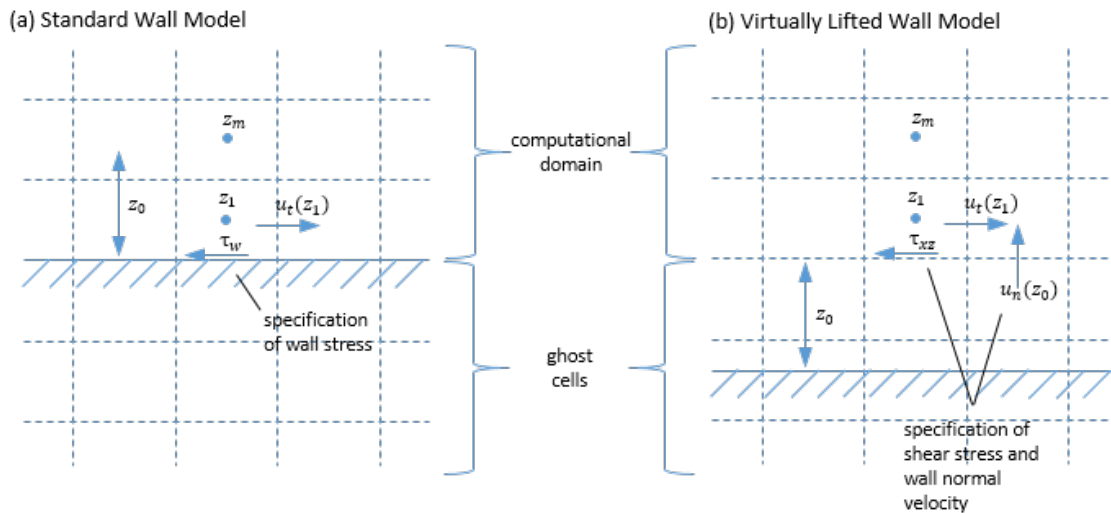 (a) Standard Wall Model
z_m
z_0
z_1
u_t(z_1)
τ_w
specification
of wall stress
computational
domain
ghost
cells
(b) Virtually Lifted Wall Model
z_m
z_1
u_t(z_1)
τ_xz
u_n(z_0)
z_0
specification of
shear stress and
wall normal
velocity